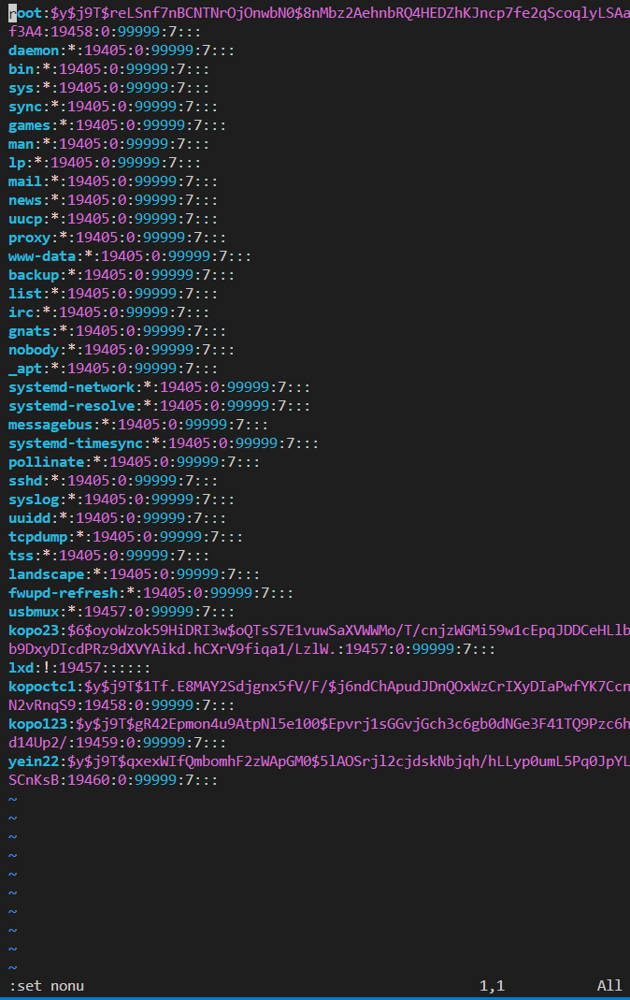 root:$y$j9T$reLSnf7nBCNTNrOjOnwbN0$8nMbz2AehnbRQ4HEDZhKJncp7fe2qScoqlyLSAa
f3A4:19458:0:99999:7:::
daemon:*:19405:0:99999:7:::
bin:*:19405:0:99999:7:::
sys:*:19405:0:99999:7:::
sync:*:19405:0:99999:7:::
games:*:19405:0:99999:7:::
man:*:19405:0:99999:7:::
lp:*:19405:0:99999:7:::
mail:*:19405:0:99999:7:::
news:*:19405:0:99999:7:::
uucp:*:19405:0:99999:7:::
proxy:*:19405:0:99999:7:::
www-data:*:19405:0:99999:7:::
backup:*:19405:0:99999:7:::
list:*:19405:0:99999:7:::
irc:*:19405:0:99999:7:::
gnats:*:19405:0:99999:7:::
nobody:*:19405:0:99999:7:::
_apt:*:19405:0:99999:7:::
systemd-network:*:19405:0:99999:7:::
systemd-resolve:*:19405:0:99999:7:::
messagebus:*:19405:0:99999:7:::
systemd-timesync:*:19405:0:99999:7:::
pollinate:*:19405:0:99999:7:::
sshd:*:19405:0:99999:7:::
syslog:*:19405:0:99999:7:::
uuidd:*:19405:0:99999:7:::
tcpdump:*:19405:0:99999:7:::
tss:*:19405:0:99999:7:::
landscape:*:19405:0:99999:7:::
fwupd-refresh:*:19405:0:99999:7:::
usbmux:*:19457:0:99999:7:::
kopo23:$6$oyoWzok59HiDRI3w$oQTsS7E1vuwSaXVWWMo/T/cnjzWGMi59w1cEpqJDDCeHLlb
b9DxyDIcdPRz9dXVYAikd.hCXrV9fiqa1/LzlW.:19457:0:99999:7:::
lxd:!:19457::::::
kopoctc1:$y$j9T$1Tf.E8MAY2Sdjgnx5fV/F/$j6ndChApudJDnQOxWzCrIXyDIaPwfYK7Ccn
N2vRnqS9:19458:0:99999:7:::
kopo123:$y$j9T$gR42Epmon4u9AtpNl5e100$Epvrj1sGGvjGch3c6gb0dNGe3F41TQ9Pzc6h
d14Up2/:19459:0:99999:7:::
yein22:$y$j9T$qxexWIfQmbomhF2zWApGM0$5lAOSrjl2cjdskNbjqh/hLLyp0umL5Pq0JpYL
SCnKsB:19460:0:99999:7:::
~
~
~
~
~
~
~
~
~
~
:set nonu 1,1 All